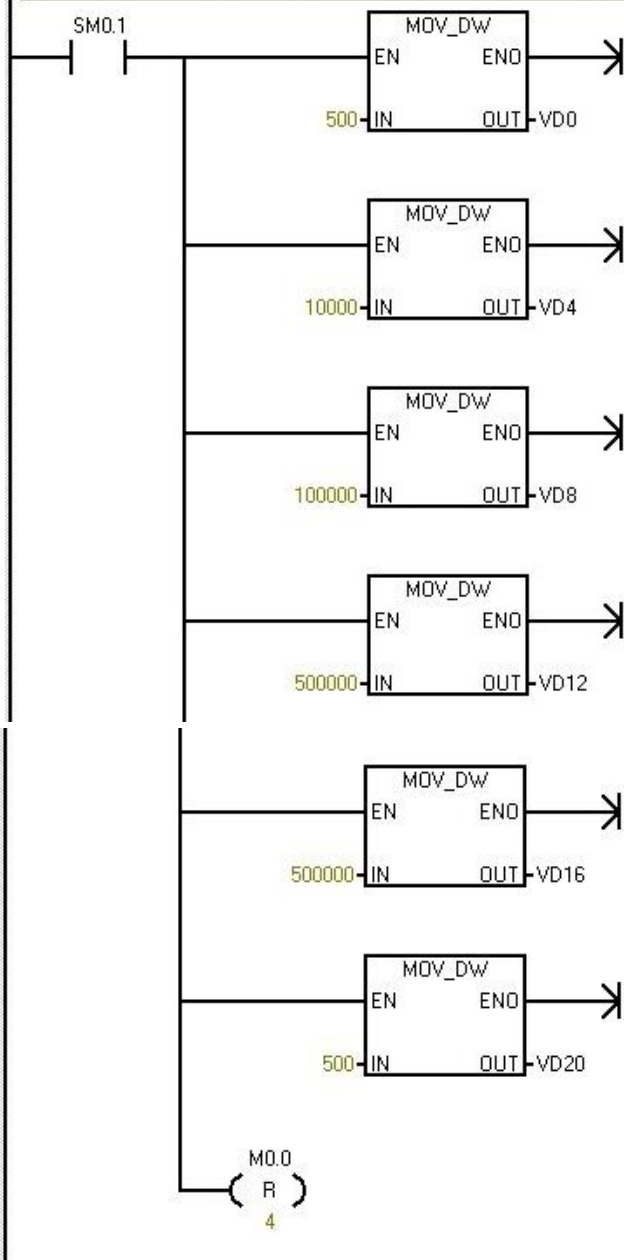 SM0.1
MOV_DW
EN ENO
500 IN OUT VD0
MOV_DW
EN ENO
10000 IN OUT VD4
MOV_DW
EN ENO
100000 IN OUT VD8
MOV_DW
EN ENO
500000 IN OUT VD12
MOV_DW
EN ENO
500000 IN OUT VD16
MOV_DW
EN ENO
500 IN OUT VD20
M0.0
R
4